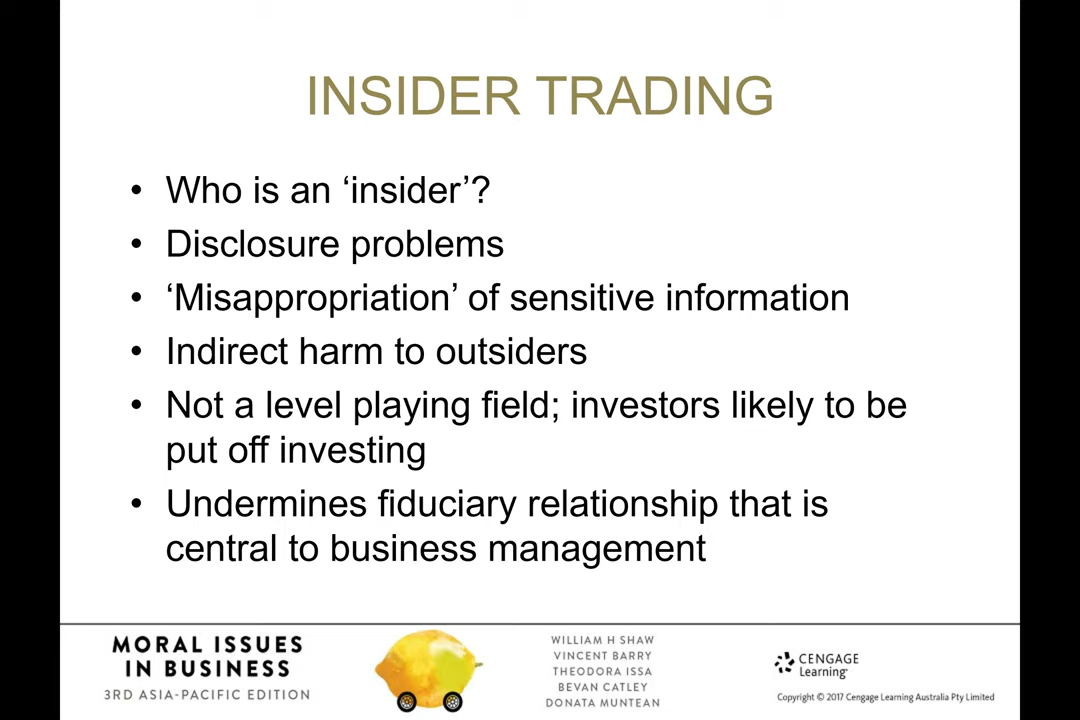 INSIDER TRADING
• Who is an ‘insider’?
• Disclosure problems
• ‘Misappropriation’ of sensitive information
• Indirect harm to outsiders
• Not a level playing field; investors likely to be
put off investing
• Undermines fiduciary relationship that is
central to business management
MORAL ISSUES
IN BUSINESS
3RD ASIA-PACIFIC EDITION
WILLIAM H SHAW
VINCENT BARRY
THEODORA ISSA
BEVAN CATLEY
DONATA MUNTEAN
CENGAGE
Learning
Copyright © 2017 Cengage Learning Australia Pty Limited